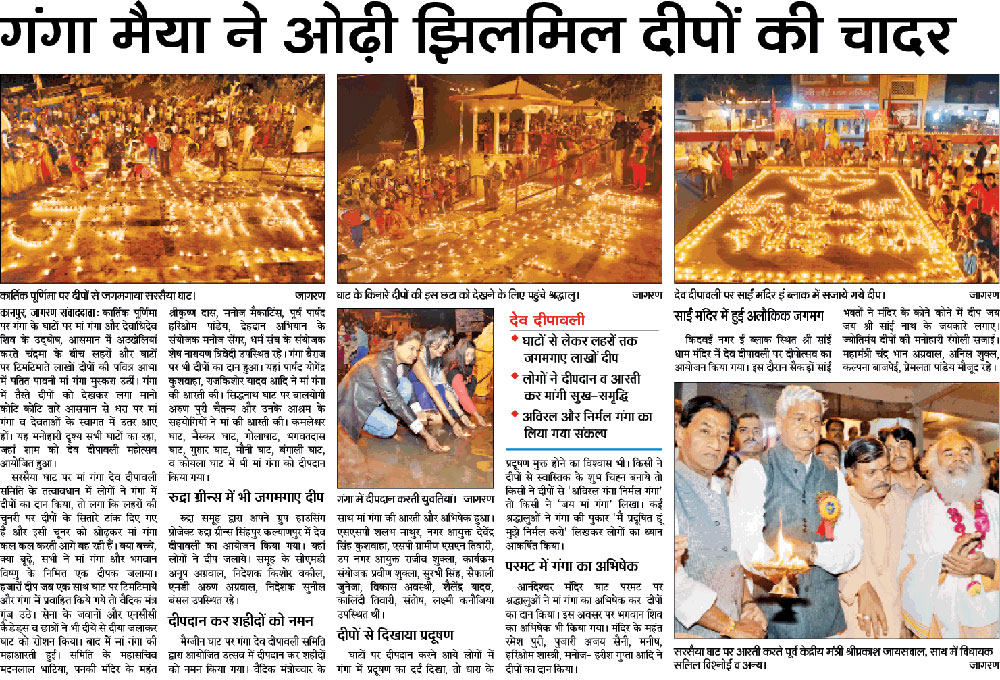 गंगा मैया ने ओढ़ी झिलमिल दीपों की चादर
कार्तिक पूर्णिमा पर दीपों से जगमगाया सरसैया घाट। जागरण
घाट के किनारे दीपों की इस छटा को देखने के लिए पहुंचे श्रद्धालु। जागरण
देव दीपावली पर साईं मंदिर ई ब्लाक में सजाये गये दीप। जागरण
कानपुर, जागरण संवाददाता: कार्तिक पूर्णिमा
पर गंगा के घाटों पर मां गंगा और देवाधिदेव
शिव के उद्घोष, आसमान में अठखेलियां
करते चंद्रमा के बीच लहरों और घाटों
पर टिमटिमाते लाखों दीपों की पवित्र आभा
में पतित पावनी मां गंगा मुस्करा उठीं। गंगा
में तैरते दीपों को देखकर लगा मानो
कोटि कोटि तारे आसमान से धरा पर मां
गंगा व देवताओं के स्वागत में उतर आए
हों। यह मनोहारी दृश्य सभी घाटों का रहा,
जहां शाम को देव दीपावली महोत्सव
आयोजित हुआ।
सरसैया घाट पर मां गंगा देव दीपावली
समिति के तत्वावधान में लोगों ने गंगा में
दीपों का दान किया, तो लगा कि लहरों की
चुनरी पर दीपों के सितारे टांक दिए गए
हैं और इसी चूनर को ओढ़कर मां गंगा
कल कल करती आगे बढ़ रही हैं। क्या बच्चे,
क्या बूढ़े, सभी ने मां गंगा और भगवान
विष्णु के निमित्त एक दीपक जलाया।
हजारों दीप जब एक साथ घाट पर टिमटिमाये
और गंगा में प्रवाहित किये गये तो वैदिक मंत्र
गूंज उठे। सेना के जवानों और एनसीसी
कैडेड्स व छात्रों ने भी दीये से दीया जलाकर
घाट को रोशन किया। बाद में मां गंगा की
महाआरती हुई। समिति के महासचिव
मदनलाल भाटिया, पनकी मंदिर के महंत
श्रीकृष्ण दास, मनोज मैकाटिंस, पूर्व पार्षद
हरिओम पांडेय, देहदान अभियान के
संयोजक मनोज सेंगर, धर्म संघ के संयोजक
शेष नारायण त्रिवेदी उपस्थित रहे। गंगा बैराज
पर भी दीपों का दान हुआ। यहां पार्षद योगेंद्र
कुशवाहा, राजकिशोर यादव आदि ने मां गंगा
की आरती की। सिद्धनाथ घाट पर बालयोगी
अरुण पुरी चैतन्य और उनके आश्रम के
सहयोगियों ने मां की आरती की। कमलेश्वर
घाट, मैस्कर घाट, गोलाघाट, भगवतदास
घाट, गुप्तार घाट, मौनी घाट, बंगाली घाट,
व कोयला घाट में भी मां गंगा को दीपदान
किया गया।
रुद्रा ग्रीन्स में भी जगमगाए दीप
रुद्रा समूह द्वारा अपने ग्रुप हाउसिंग
प्रोजेक्ट रुद्रा ग्रीन्स सिंहपुर कल्याणपुर में देव
दीपावली का आयोजन किया गया। यहां
लोगों ने दीप जलाये। समूह के सीएमडी
अनूप अग्रवाल, निदेशक किशोर वकील,
एमडी अरुण अग्रवाल, निदेशक सुनील
बंसल उपस्थित रहे।
दीपदान कर शहीदों को नमन
मैग्जीन घाट पर गंगा देव दीपावली समिति
द्वारा आयोजित उत्सव में दीपदान कर शहीदों
को नमन किया गया। वैदिक मंत्रोच्चार के
गंगा में दीपदान करती युवतियां। जागरण
साथ मां गंगा की आरती और अभिषेक हुआ।
एसएसपी शलभ माथुर, नगर आयुक्त देवेंद्र
सिंह कुशवाहा, एसपी ग्रामीण एसएन तिवारी,
उप नगर आयुक्त राजीव शुक्ला, कार्यक्रम
संयोजक प्रवीण शुक्ला, सुरभी सिंह, सैफाली
जुनेजा, विकास अवस्थी, शैलेंद्र यादव,
कालिंदी तिवारी, संतोष, लक्ष्मी कनौजिया
उपस्थित थीं।
दीपों से दिखाया प्रदूषण
घाटों पर दीपदान करने आये लोगों में
गंगा में प्रदूषण का दर्द दिखा, तो धारा के
देव दीपावली
• घाटों से लेकर लहरों तक
जगमगाए लाखों दीप
• लोगों ने दीपदान व आरती
कर मांगी सुख-समृद्धि
• अविरल और निर्मल गंगा का
लिया गया संकल्प
प्रदूषण मुक्त होने का विश्वास भी। किसी ने
दीपों से स्वास्तिक के शुभ चिह्न बनाये तो
किसी ने दीपों से 'अविरल गंगा निर्मल गंगा'
तो किसी ने 'जय मां गंगा' लिखा। कई
श्रद्धालुओं ने गंगा की पुकार 'मैं प्रदूषित हूं
मुझे निर्मल करो' लिखकर लोगों का ध्यान
आकर्षित किया।
परमट में गंगा का अभिषेक
आनंदेश्वर मंदिर घाट परमट पर
श्रद्धालुओं ने मां गंगा का अभिषेक कर दीपों
का दान किया। इस अवसर पर भगवान शिव
का अभिषेक भी किया गया। मंदिर के महंत
रमेश पुरी, पुजारी अजय सैनी, मनीष,
हरिओम शास्त्री, मनोज- हरीश गुप्ता आदि ने
दीपों का दान किया।
साईं मंदिर में हुई अलौकिक जगमग
किदवई नगर ई ब्लाक स्थित श्री साईं
धाम मंदिर में देव दीपावली पर दीपोत्सव का
आयोजन किया गया। इस दौरान सैकड़ों साईं
भक्तों ने मंदिर के कोने कोने में दीप जब
जय श्री साईं नाथ के जयकारे लगाए।
ज्योतिर्मय दीपों की मनोहारी रंगोली सजाई।
महामंत्री चंद्र भान अग्रवाल, अनिल शुक्ल,
कल्पना बाजपेई, प्रेमलता पांडेय मौजूद रहे।
सरसैया घाट पर आरती करते पूर्व केंद्रीय मंत्री श्रीप्रकाश जायसवाल, साथ में विधायक
सलिल विश्नोई व अन्य। जागरण